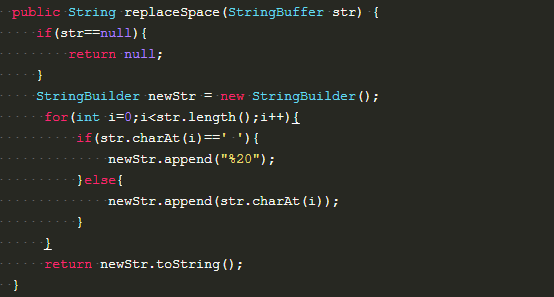 public String replaceSpace(StringBuffer str) {
if(str==null){
return null;
}
StringBuilder newStr = new StringBuilder();
for(int i=0;i<str.length();i++){
if(str.charAt(i)==' '){
newStr.append("%20");
}else{
newStr.append(str.charAt(i));
}
}
return newStr.toString();
}